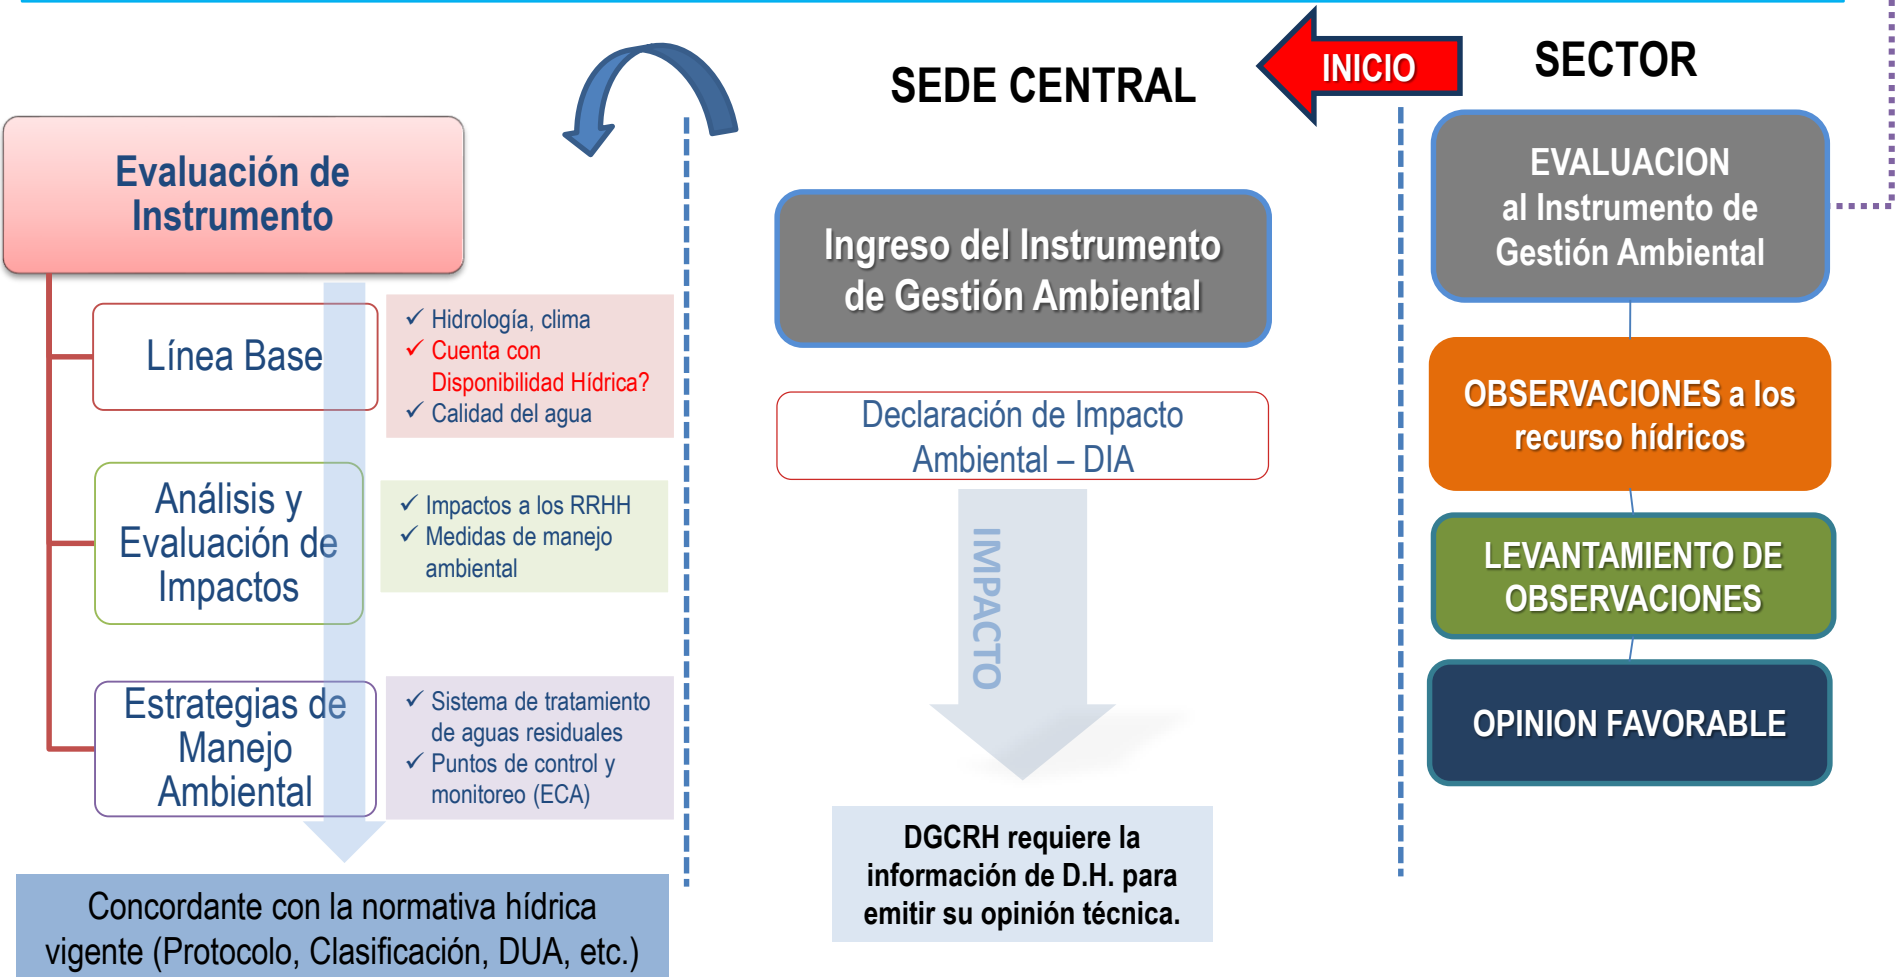 SECTOR
INICIO
SEDE CENTRAL
Evaluación de
Instrumento
Línea Base
✓ Hidrología, clima
✓ Cuenta con
Disponibilidad Hídrica?
✓ Calidad del agua
Análisis y
Evaluación de
Impactos
✓ Impactos a los RRHH
✓ Medidas de manejo
ambiental
Estrategias de
Manejo
Ambiental
✓ Sistema de tratamiento
de aguas residuales
✓ Puntos de control y
monitoreo (ECA)
Concordante con la normativa hídrica
vigente (Protocolo, Clasificación, DUA, etc.)
Ingreso del Instrumento
de Gestión Ambiental
Declaración de Impacto
Ambiental – DIA
IMPACTO
DGCRH requiere la
información de D.H. para
emitir su opinión técnica.
EVALUACION
al Instrumento de
Gestión Ambiental
OBSERVACIONES a los
recurso hídricos
LEVANTAMIENTO DE
OBSERVACIONES
OPINION FAVORABLE